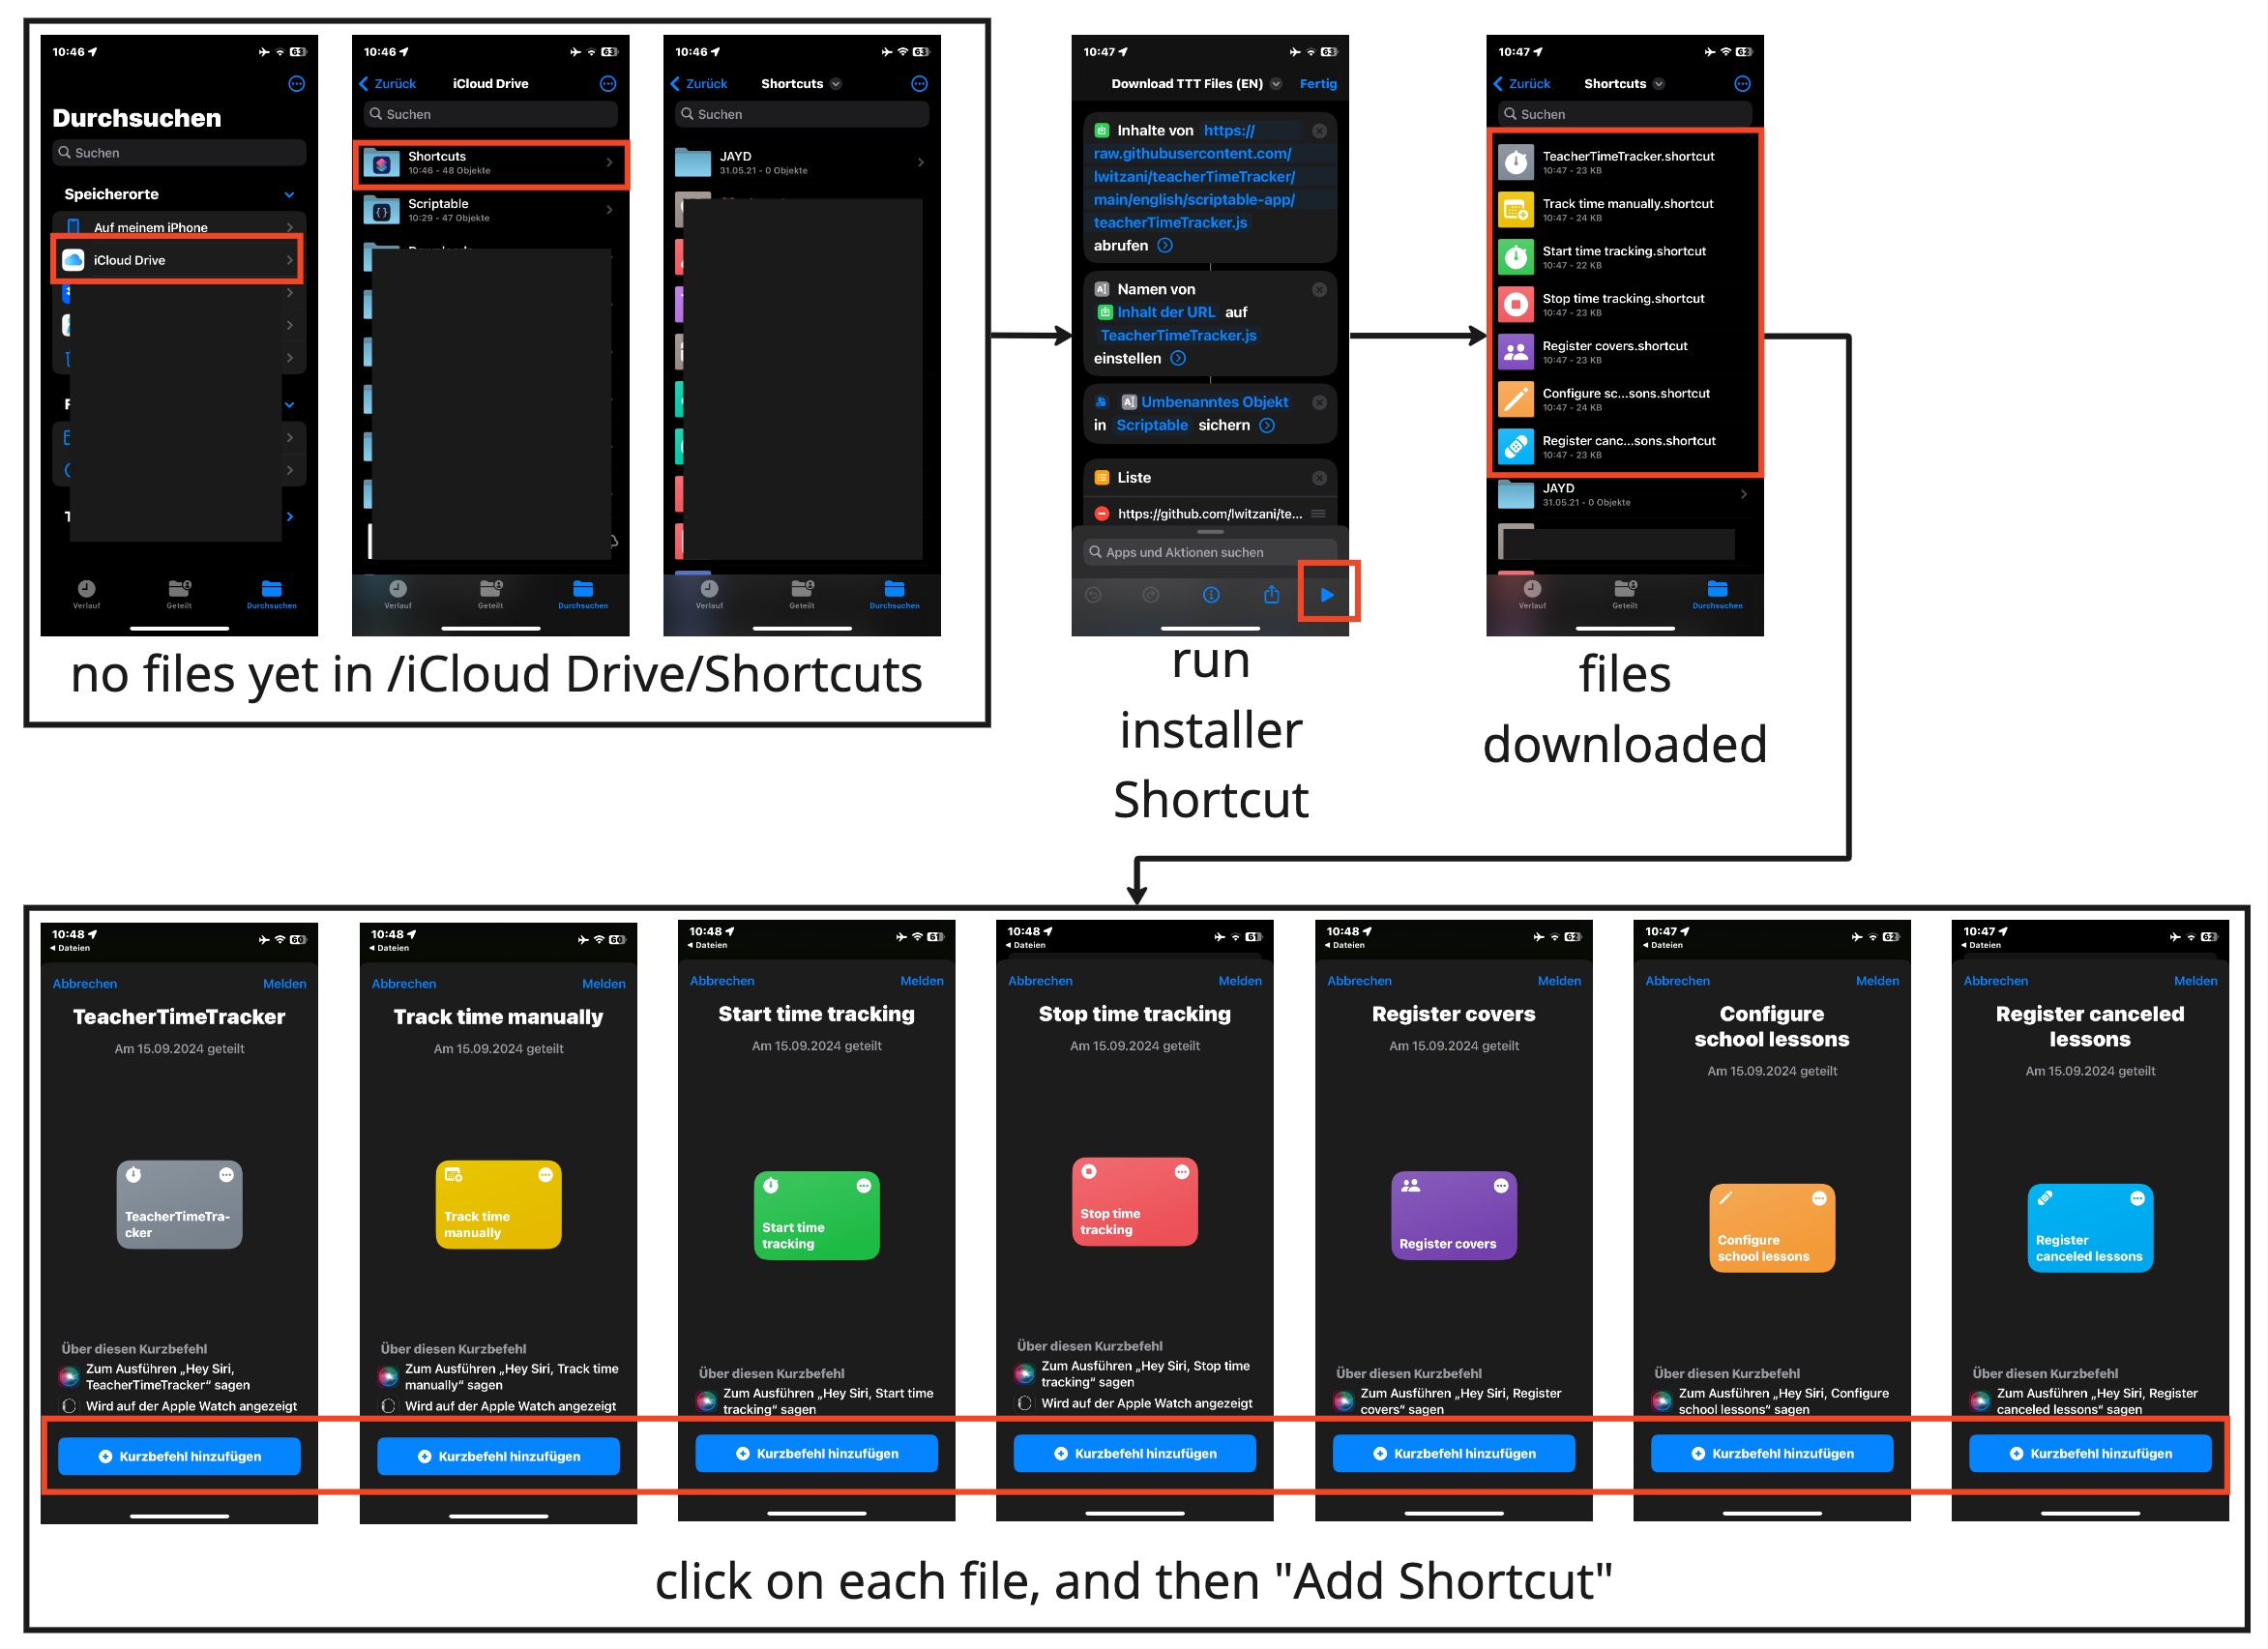 10:46
63
Durchsuchen
Suchen
Speicherorte
Auf meinem iPhone
iCloud Drive
Verlauf
Geteilt
Durchsuchen
10:46
63
Zurück
iCloud Drive
Suchen
Shortcuts
10:46 - 48 Objekte
Scriptable
10:29 - 47 Objekte
Verlauf
Geteilt
Durchsuchen
10:46
63
Zurück
Shortcuts
Suchen
JAYD
31.05.21 - 0 Objekte
Verlauf
Geteilt
Durchsuchen
no files yet in /iCloud Drive/Shortcuts
10:47
63
Download TTT Files (EN)
Fertig
Inhalte von https://
raw.githubusercontent.com/
lwitzani/teacherTimeTracker/
main/english/scriptable-app/
teacherTimeTracker.js
abrufen
Namen von
Inhalt der URL auf
TeacherTimeTracker.js
einstellen
Umbenanntes Objekt
in Scriptable sichern
Liste
https://github.com/lwitzani/te...
Apps und Aktionen suchen
run
installer
Shortcut
10:47
62
Zurück
Shortcuts
Suchen
TeacherTimeTracker.shortcut
10:47 - 23 KB
Track time manually.shortcut
10:47 - 24 KB
Start time tracking.shortcut
10:47 - 22 KB
Stop time tracking.shortcut
10:47 - 23 KB
Register covers.shortcut
10:47 - 23 KB
Configure sc...sons.shortcut
10:47 - 24 KB
Register canc...sons.shortcut
10:47 - 23 KB
JAYD
31.05.21 - 0 Objekte
Verlauf
Geteilt
Durchsuchen
files
downloaded
10:48
60
Dateien
Abbrechen
Melden
TeacherTimeTracker
Am 15.09.2024 geteilt
TeacherTimeTra-
cker
Über diesen Kurzbefehl
Zum Ausführen „Hey Siri,
TeacherTimeTracker“ sagen
Wird auf der Apple Watch angezeigt
Kurzbefehl hinzufügen
10:48
60
Dateien
Abbrechen
Melden
Track time manually
Am 15.09.2024 geteilt
Track time
manually
Über diesen Kurzbefehl
Zum Ausführen „Hey Siri, Track time
manually“ sagen
Wird auf der Apple Watch angezeigt
Kurzbefehl hinzufügen
10:48
61
Dateien
Abbrechen
Melden
Start time tracking
Am 15.09.2024 geteilt
Start time
tracking
Über diesen Kurzbefehl
Zum Ausführen „Hey Siri, Start time
tracking“ sagen
Kurzbefehl hinzufügen
10:48
61
Dateien
Abbrechen
Melden
Stop time tracking
Am 15.09.2024 geteilt
Stop time
tracking
Über diesen Kurzbefehl
Zum Ausführen „Hey Siri, Stop time
tracking“ sagen
Wird auf der Apple Watch angezeigt
Kurzbefehl hinzufügen
10:48
62
Dateien
Abbrechen
Melden
Register covers
Am 15.09.2024 geteilt
Register covers
Über diesen Kurzbefehl
Zum Ausführen „Hey Siri, Register
covers“ sagen
Kurzbefehl hinzufügen
10:47
62
Dateien
Abbrechen
Melden
Configure
school lessons
Am 15.09.2024 geteilt
Configure
school lessons
Über diesen Kurzbefehl
Zum Ausführen „Hey Siri, Configure
school lessons“ sagen
Kurzbefehl hinzufügen
10:47
62
Dateien
Abbrechen
Melden
Register canceled
lessons
Am 15.09.2024 geteilt
Register
canceled lessons
Über diesen Kurzbefehl
Zum Ausführen „Hey Siri, Register
canceled lessons“ sagen
Kurzbefehl hinzufügen
click on each file, and then "Add Shortcut"